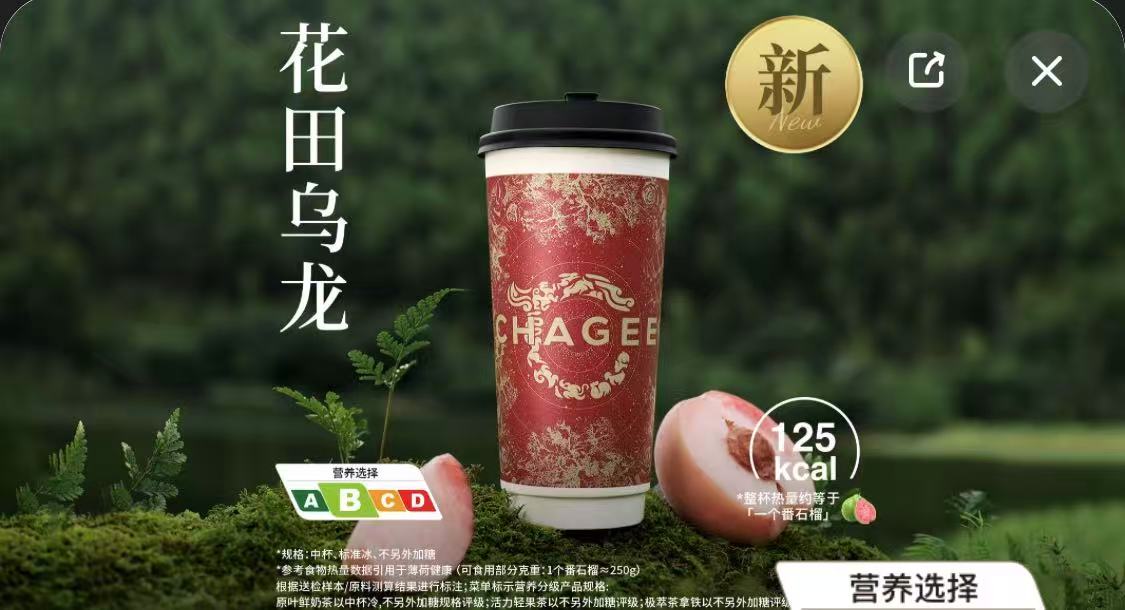 花田乌龙
新
New
CHAGEE
营养选择
A B C D
125
kcal
*整杯热量约等于
「一个番石榴」
*规格:中杯、标准冰、不另外加糖
*参考食物热量数据引用于薄荷健康(可食用部分克重:1个番石榴≈250g)
根据送检样本/原料测算结果进行标注;菜单标示营养分级产品规格:
原叶鲜奶茶以中杯冷,不另外加糖规格评级;活力轻果茶以不另外加糖评级;极萃茶拿铁以不另外加糖评级
营养选择